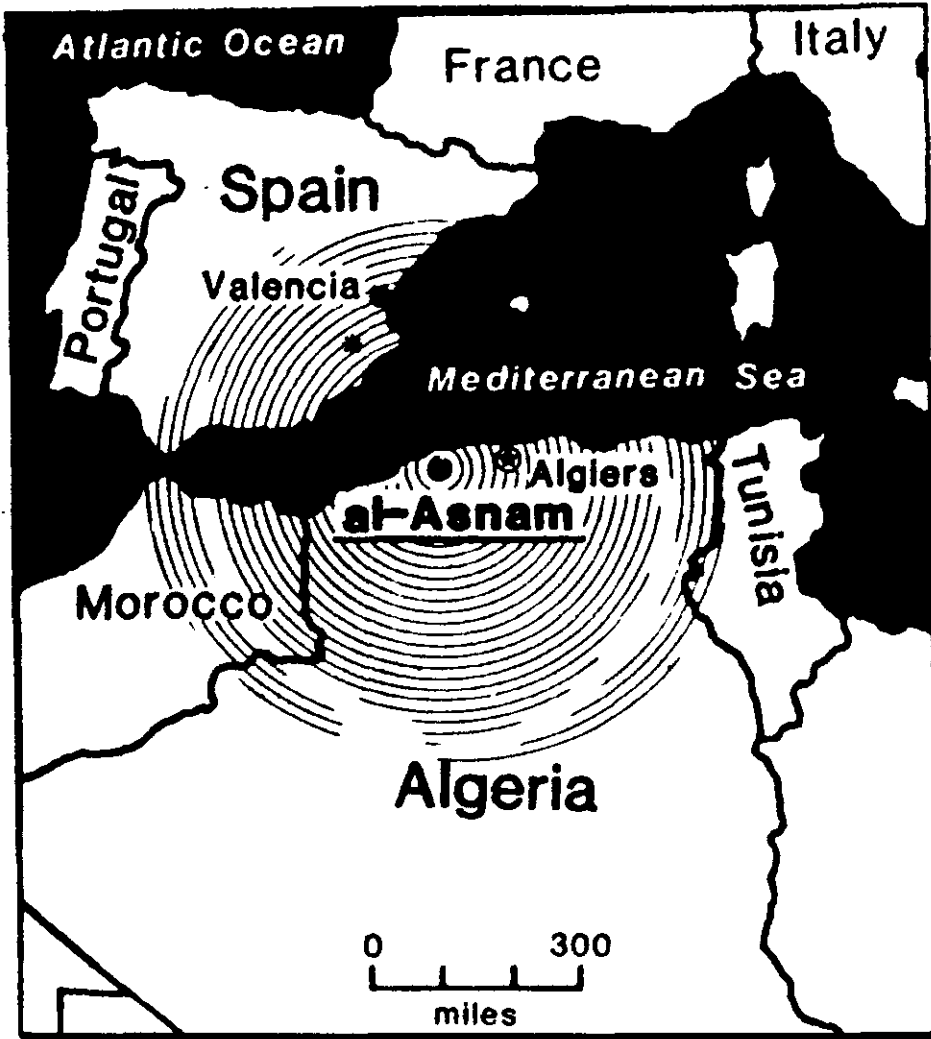 Atlantic Ocean
France
Italy
Spain
Portugal
Valencia
Mediterranean Sea
Algiers
al-Asnam
Tunisia
Morocco
Algeria
0 300
miles